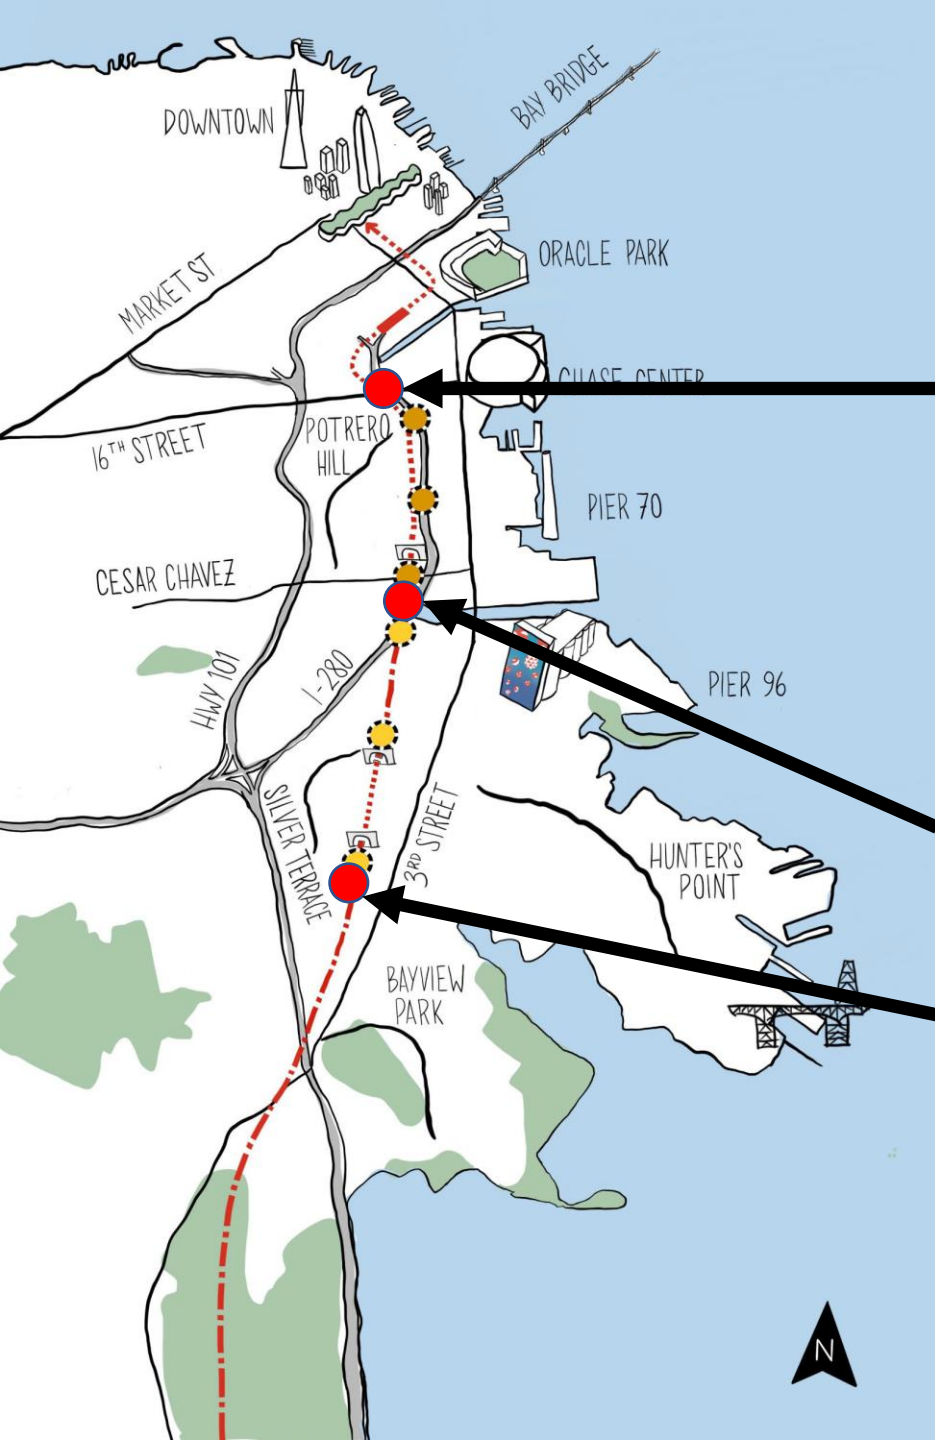 BAY BRIDGE
DOWNTOWN
ORACLE PARK
MARKET ST
CHASE CENTER
POTRERO
HILL
16TH STREET
PIER 70
CESAR CHAVEZ
HWY 101
I-280
PIER 96
SILVER TERRACE
3RD STREET
HUNTER'S
POINT
BAYVIEW
PARK
N